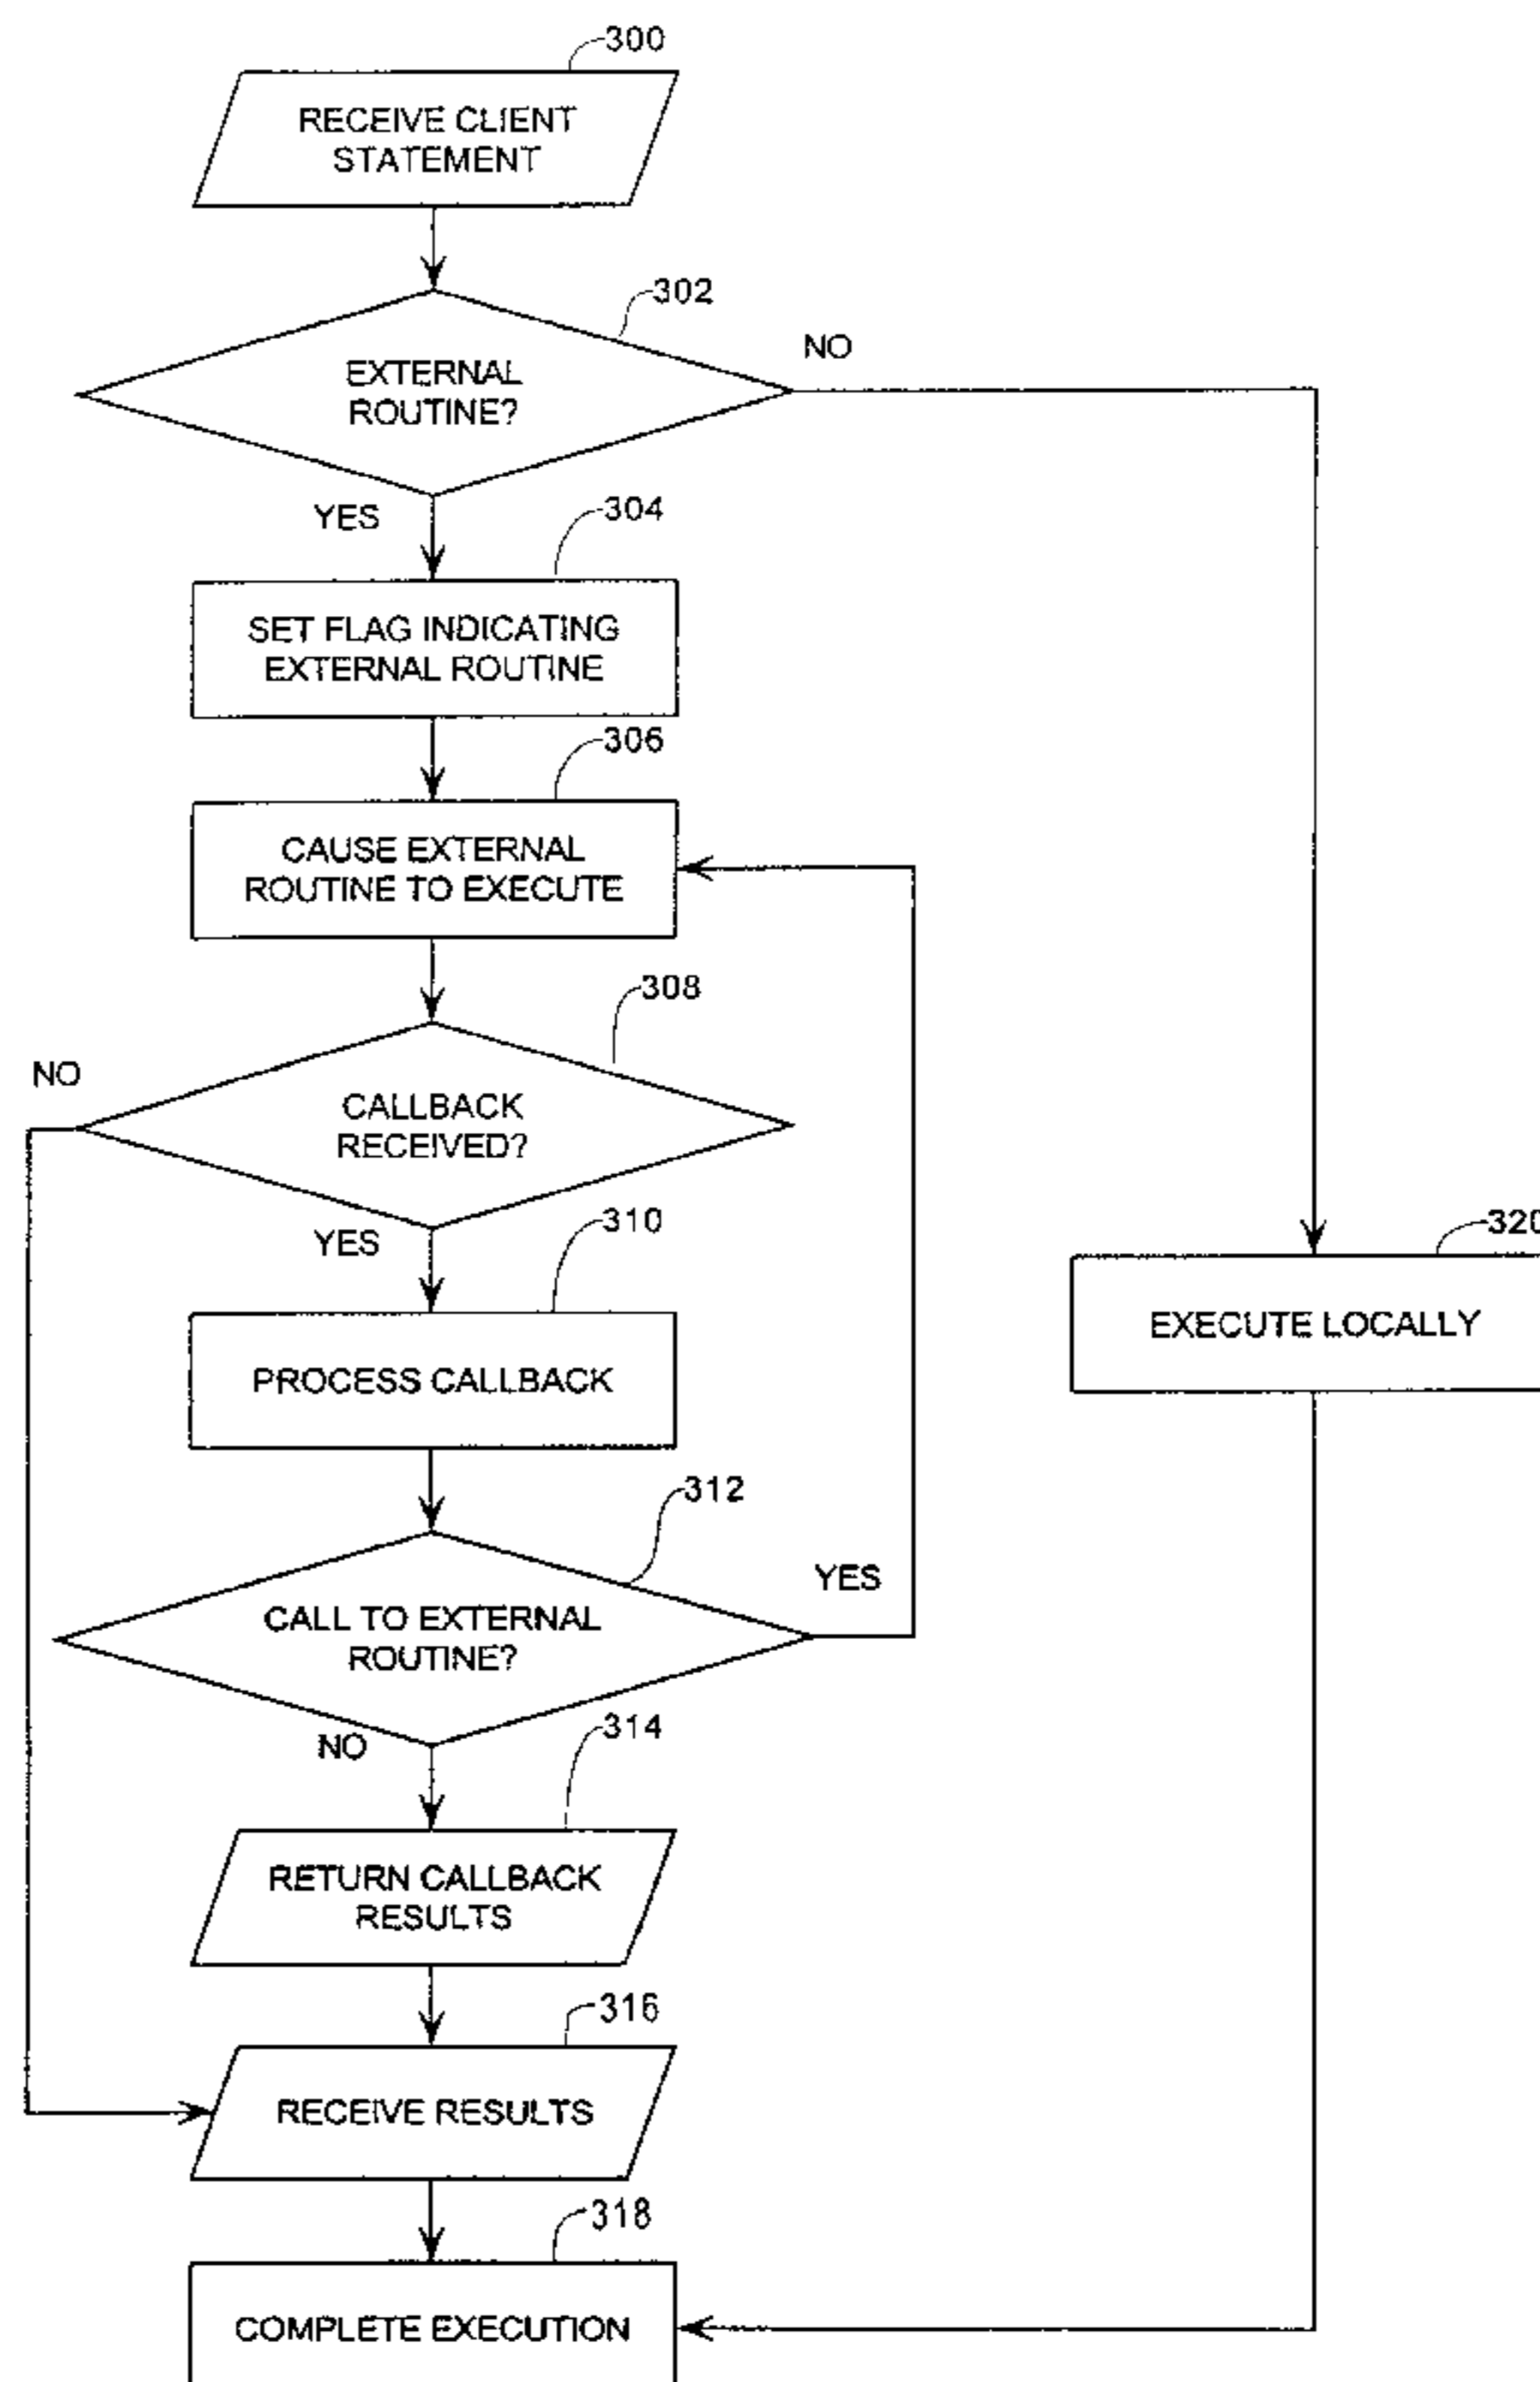 300
RECEIVE CLIENT
STATEMENT
302
NO
EXTERNAL
ROUTINE?
YES
304
SET FLAG INDICATING
EXTERNAL ROUTINE
306
CAUSE EXTERNAL
ROUTINE TO EXECUTE
308
NO
CALLBACK
RECEIVED?
YES
310
320
EXECUTE LOCALLY
PROCESS CALLBACK
312
YES
CALL TO EXTERNAL
ROUTINE?
NO
314
RETURN CALLBACK
RESULTS
316
RECEIVE RESULTS
318
COMPLETE EXECUTION